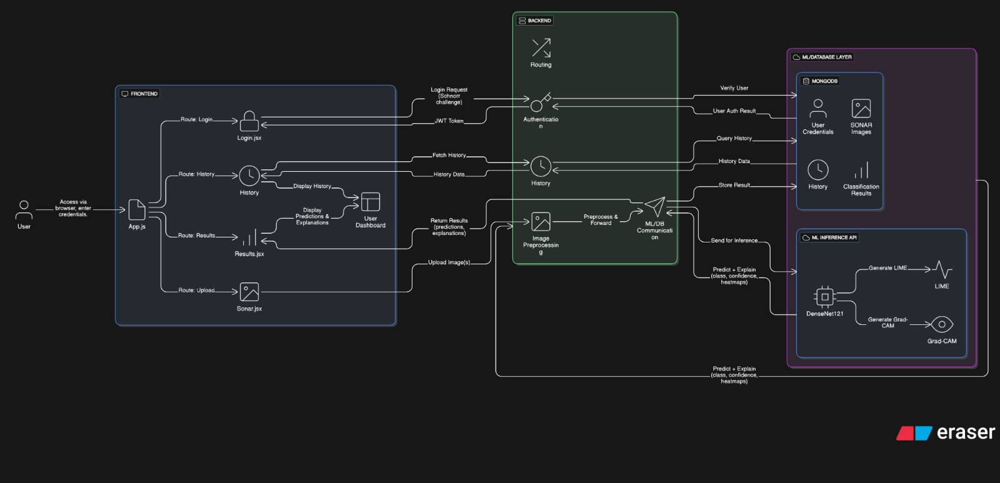 BACKEND
Routing
ML/DATABASE LAYER
MONGODB
FRONTEND
Login Request
(Schnorr
challenge)
Verify User
User Auth Result
JWT Token
Authenticatio
n
User
Credentials
SONAR
Images
Route: Login
Login.jsx
Query History
Fetch History
History Data
History Data
History
History
Classification
Results
Route: History
History
Display History
Store Result
Access via
browser, enter
credentials.
User
App.js
Display
Predictions &
Explanations
User
Dashboard
Return Results
(predictions,
explanations)
Preprocess &
Forward
ML/DB
Communicati
on
Image
Preprocessin
g
Route: Results
Results.jsx
Send for Inference
ML INFERENCE API
Upload Image(s)
Predict + Explain
(class, confidence,
heatmaps)
Generate LIME
LIME
Route: Upload
Sonar.jsx
DenseNet121
Generate Grad-
CAM
Grad-CAM
Predict + Explain
(class, confidence,
heatmaps)
eraser